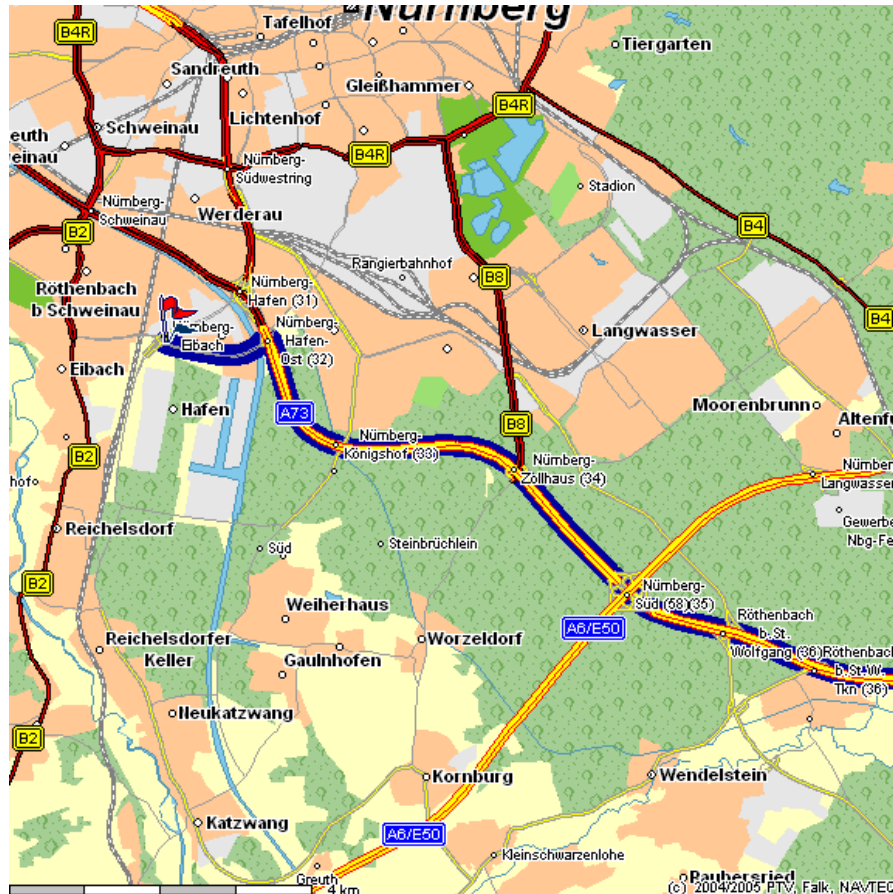 Nürnberg
B4R
Tafelhof
Tiergarten
Sandreuth
Gleißhammer
B4R
Lichtenhof
Schweinau
euth
weinau
Nürnberg-
Südwestring
B4R
Stadion
Nürnberg-
Schweinau
Werderau
B2
B4
Röthenbach
b Schweinau
Rangierbahnhof
B8
Nürnberg-
Hafen (31)
B4
Nürnberg-
Eibach
Nürnberg-
Hafen-
Ost (32)
Langwasser
Eibach
Hafen
A73
B8
Moorenbrunn
Altenfu
Nürnberg-
Königshof (33)
B2
Nürnberg-
Zollhaus (34)
Nürnber
Langwasser
hof
Gewerbe
Nbg-Fe
Reichelsdorf
Süd
Steinbrüchlein
B2
Nürnberg-
Süd (58)(35)
Weiherhaus
A6/E50
Röthenbach
b.St.
Wolfgang (36)
Röthenbach
b.St.W.
Tkn (36)
Reichelsdorfer
Keller
Gaulnhofen
Worzeldorf
Neukatzwang
B2
Kornburg
Wendelstein
Katzwang
A6/E50
Kleinschwarzenlohe
Greuth
Raubersried
4 km
(c) 2004/2005 PTV, Falk, NAVTEQ